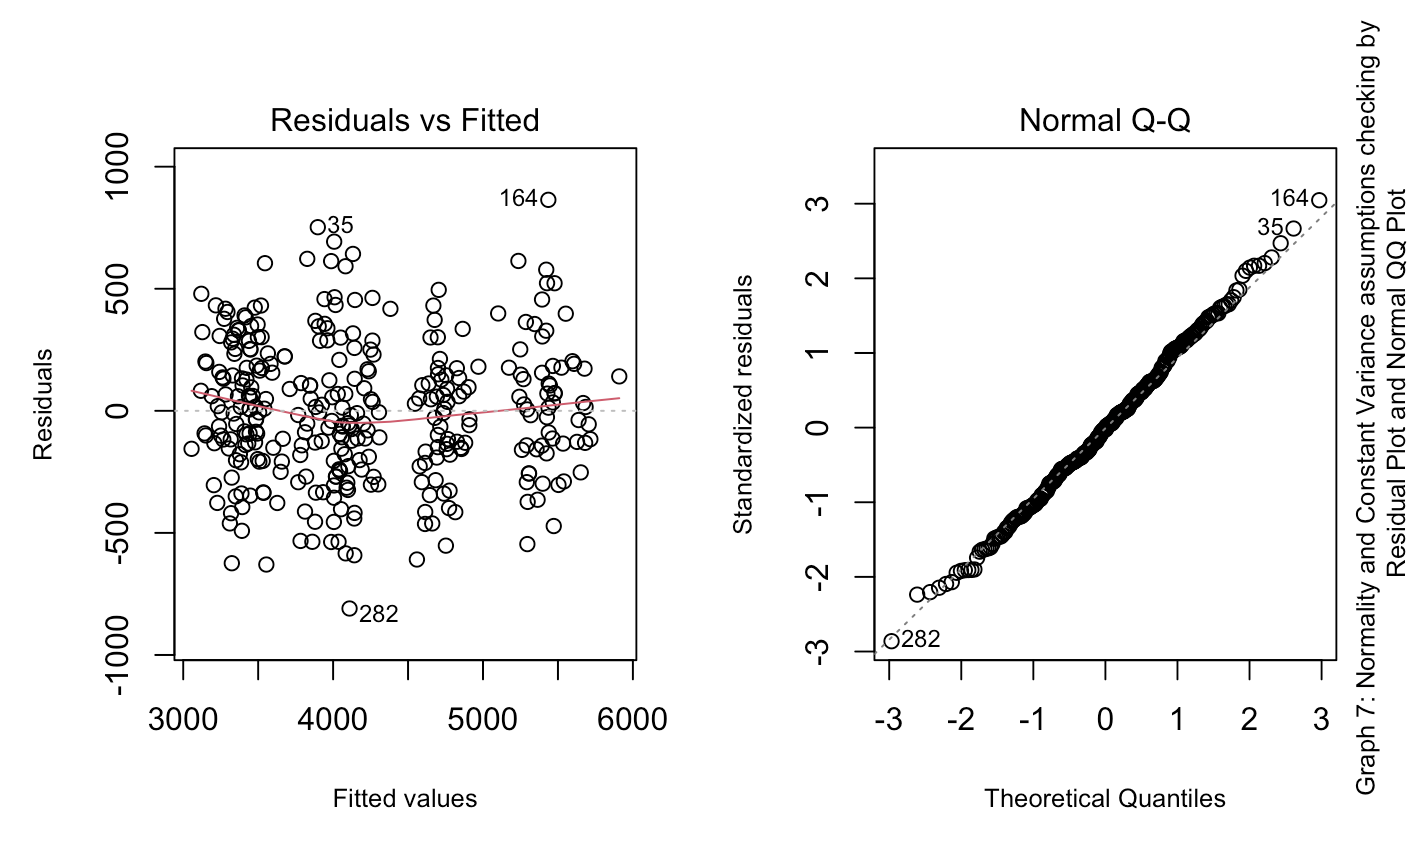 Residuals vs Fitted
Residuals
1000
500
0
-500
-1000
164
35
282
3000 4000 5000 6000
Fitted values
Normal Q-Q
Standardized residuals
3
2
1
0
-1
-2
-3
164
35
282
-3 -2 -1 0 1 2 3
Theoretical Quantiles
Graph 7: Normality and Constant Variance assumptions checking by
Residual Plot and Normal QQ Plot